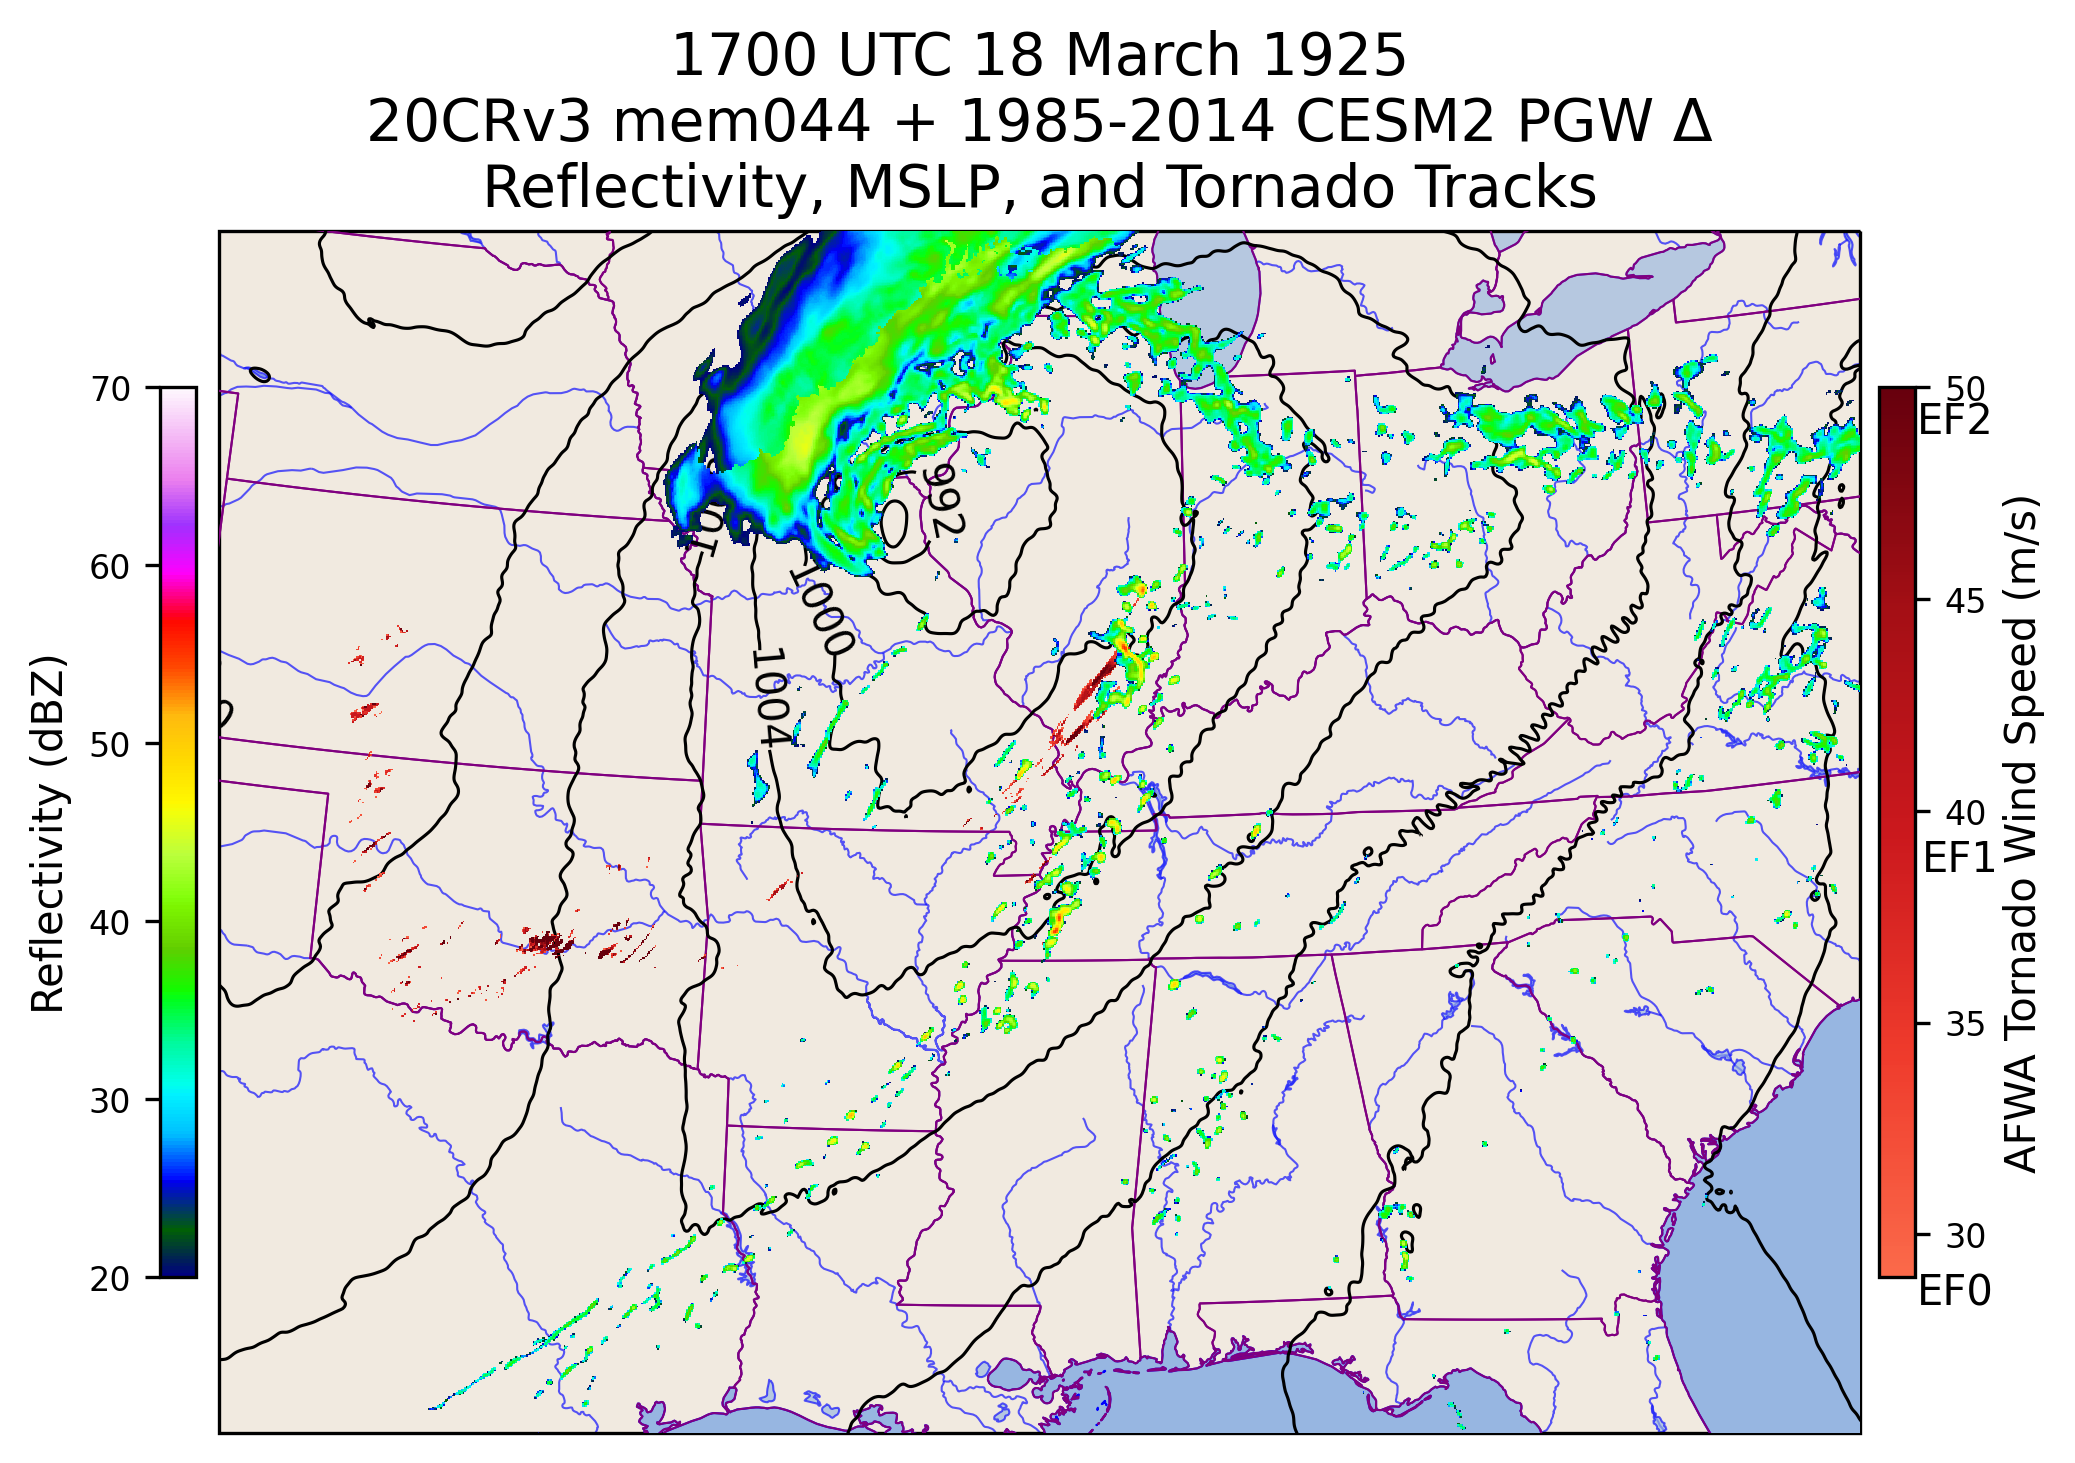 1700 UTC 18 March 1925
20CRv3 mem044 + 1985-2014 CESM2 PGW Δ
Reflectivity, MSLP, and Tornado Tracks
Reflectivity (dBZ)
70
60
50
40
30
20
992
1000
1004
50
EF2
45
40
EF1
35
30
EF0
AFWA Tornado Wind Speed (m/s)